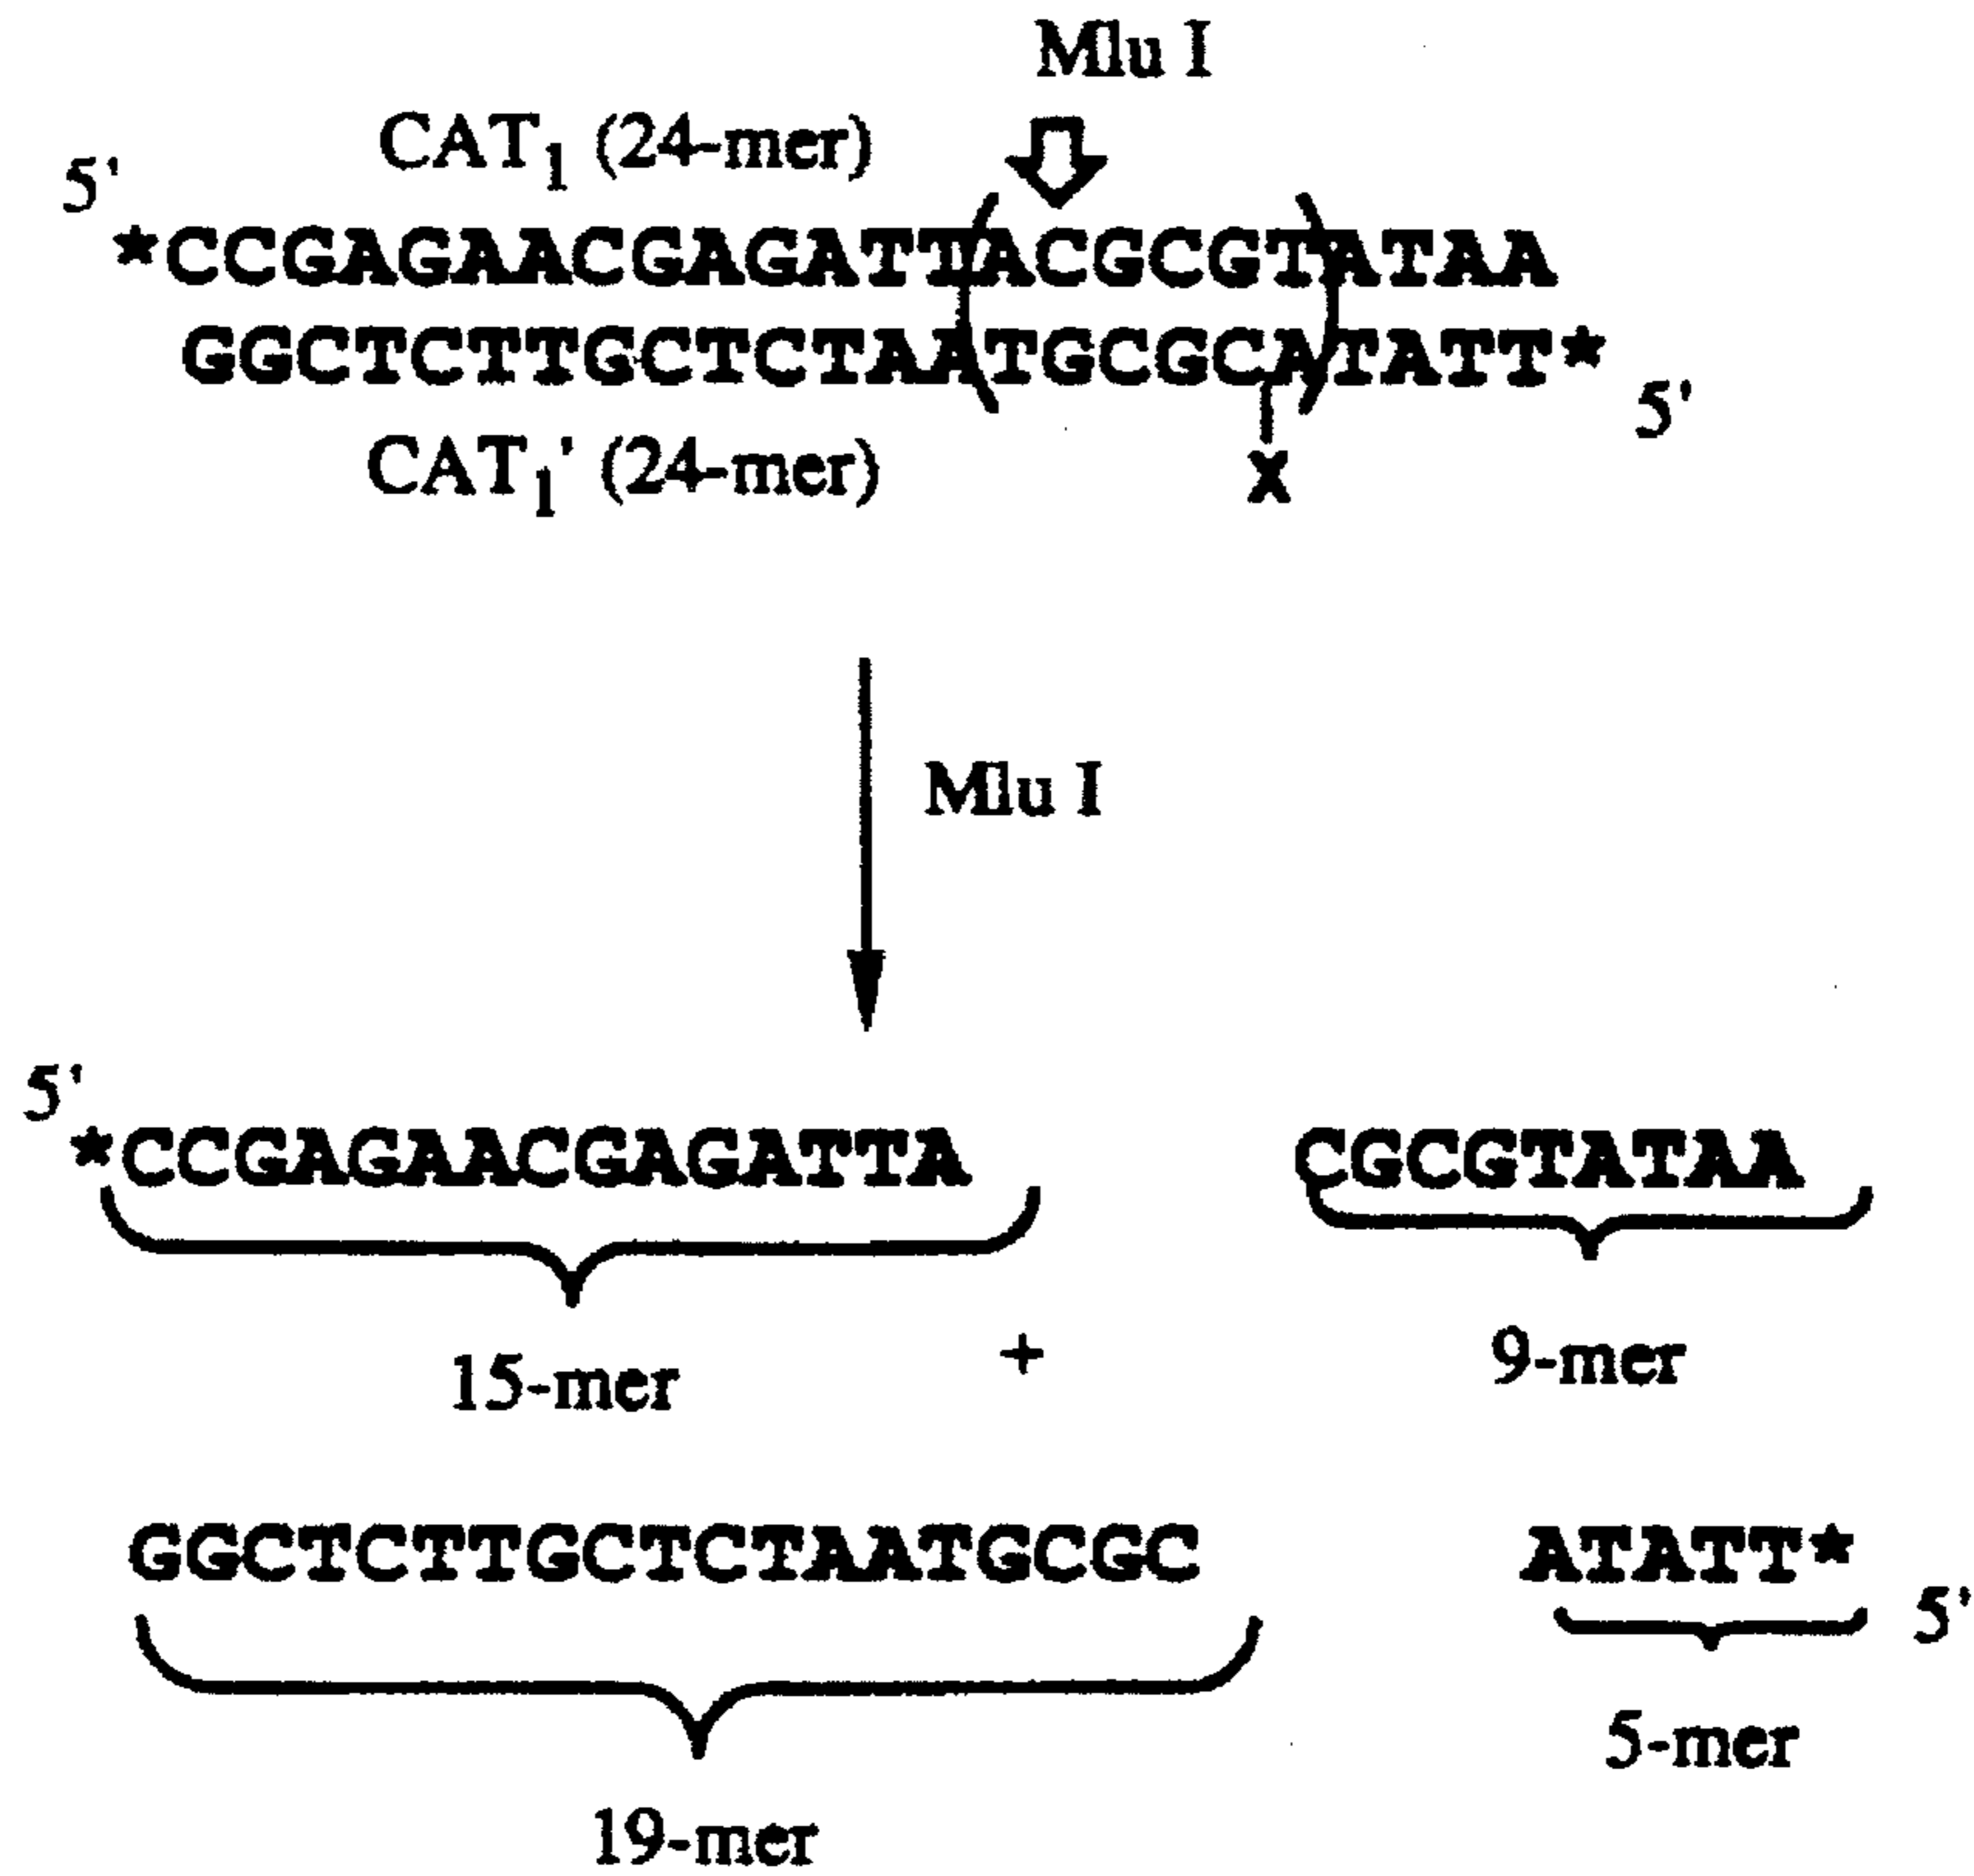 Mlu I
CAT1 (24-mer)
5'
*CCGAGAACGAGATTACGCGTATAA
GGCTCTTGCTCTAATGCGCATATT*
5'
CAT1' (24-mer)
X
Mlu I
5'
*CCGAGAACGAGATTA CGCGTATAA
15-mer + 9-mer
GGCTCTTGCTCTAATGCGC ATATT*
5'
19-mer 5-mer